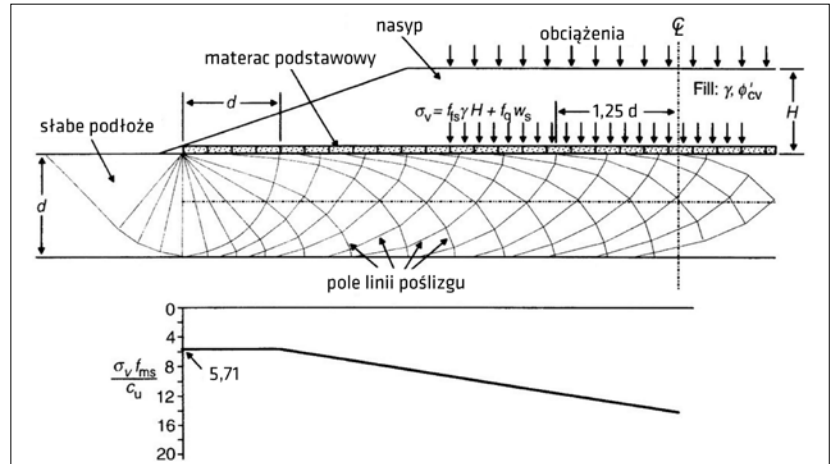 nasyp
obciążenia
℄
materac podstawowy
Fill: γ, ϕ′cv
H
d
σv = ffsγ H + fq ws
1,25 d
słabe podłoże
d
pole linii poślizgu
0
4
5,71
8
12
16
20
σv fms
cu